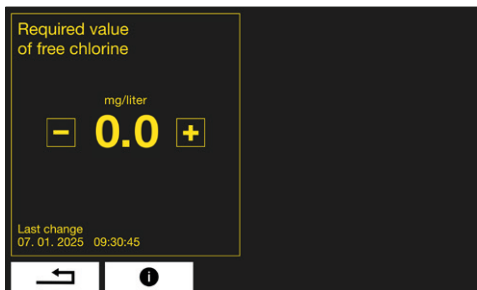 Required value
of free chlorine
mg/liter
− 0.0 +
Last change
07. 01. 2025 09:30:45
i